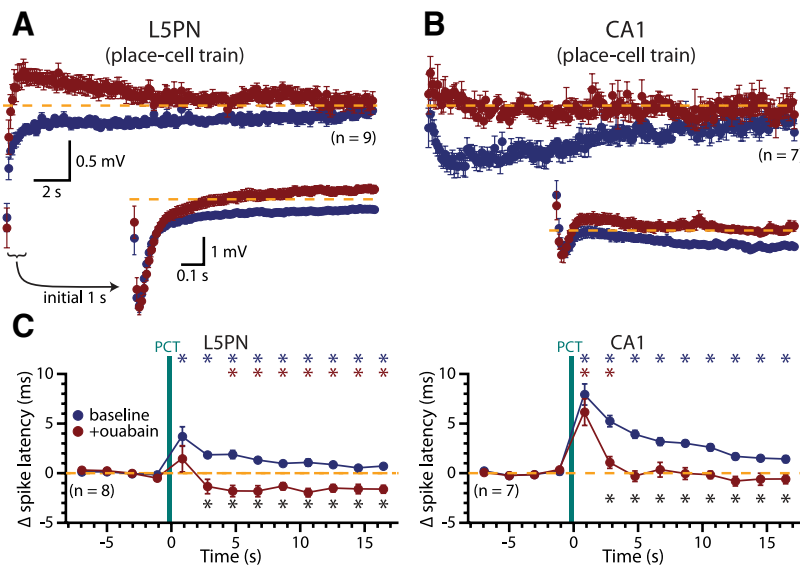 A
L5PN
(place-cell train)
(n = 9)
0.5 mV
2 s
1 mV
0.1 s
initial 1 s
B
CA1
(place-cell train)
(n = 7
C
PCT
L5PN
* * * * * * * * *
* * * * * * *
Δ spike latency (ms)
10
5
0
-5
baseline
+ouabain
(n = 8)
* * * * * * * *
-5
0
5
10
15
Time (s)
PCT
CA1
* * * * * * * * *
* *
Δ spike latency (ms)
10
5
0
-5
(n = 7)
* * * * * * * *
-5
0
5
10
15
Time (s)